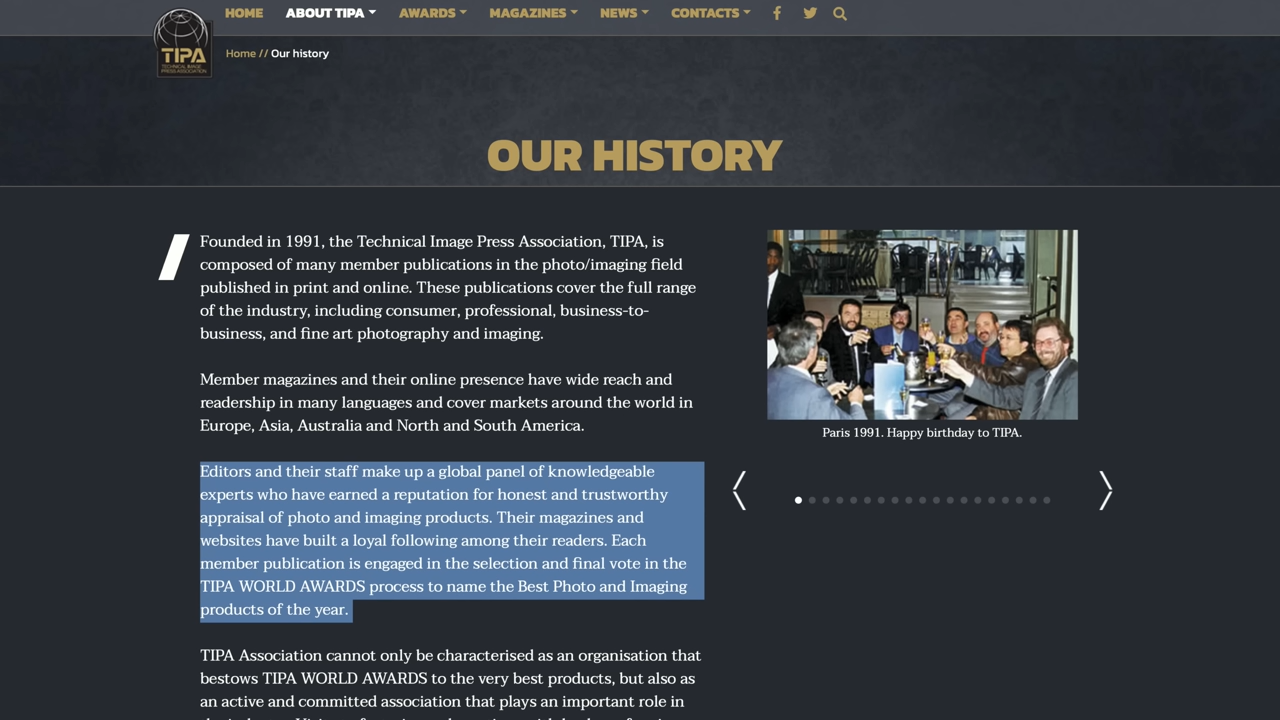 HOME ABOUT TIPA AWARDS MAGAZINES NEWS CONTACTS
TIPA
TECHNICAL IMAGE
PRESS ASSOCIATION
Home // Our history
OUR HISTORY
Founded in 1991, the Technical Image Press Association, TIPA, is
composed of many member publications in the photo/imaging field
published in print and online. These publications cover the full range
of the industry, including consumer, professional, business-to-
business, and fine art photography and imaging.
Member magazines and their online presence have wide reach and
readership in many languages and cover markets around the world in
Europe, Asia, Australia and North and South America.
Editors and their staff make up a global panel of knowledgeable
experts who have earned a reputation for honest and trustworthy
appraisal of photo and imaging products. Their magazines and
websites have built a loyal following among their readers. Each
member publication is engaged in the selection and final vote in the
TIPA WORLD AWARDS process to name the Best Photo and Imaging
products of the year.
TIPA Association cannot only be characterised as an organisation that
bestows TIPA WORLD AWARDS to the very best products, but also as
an active and committed association that plays an important role in
Paris 1991. Happy birthday to TIPA.